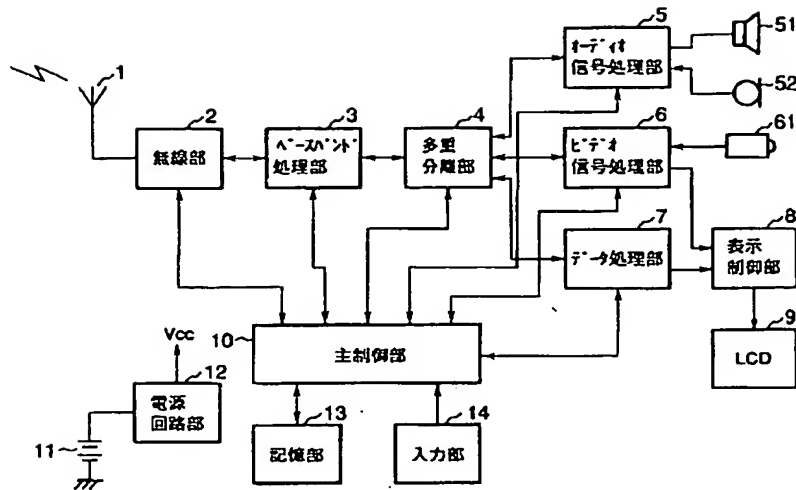 5
51
オーディオ
信号処理部
52
1
2
無線部
3
ベースバンド
処理部
4
多重
分離部
6
ビデオ
信号処理部
61
7
データ処理部
8
表示
制御部
9
LCD
10
主制御部
Vcc
12
電源
回路部
11
13
記憶部
14
入力部